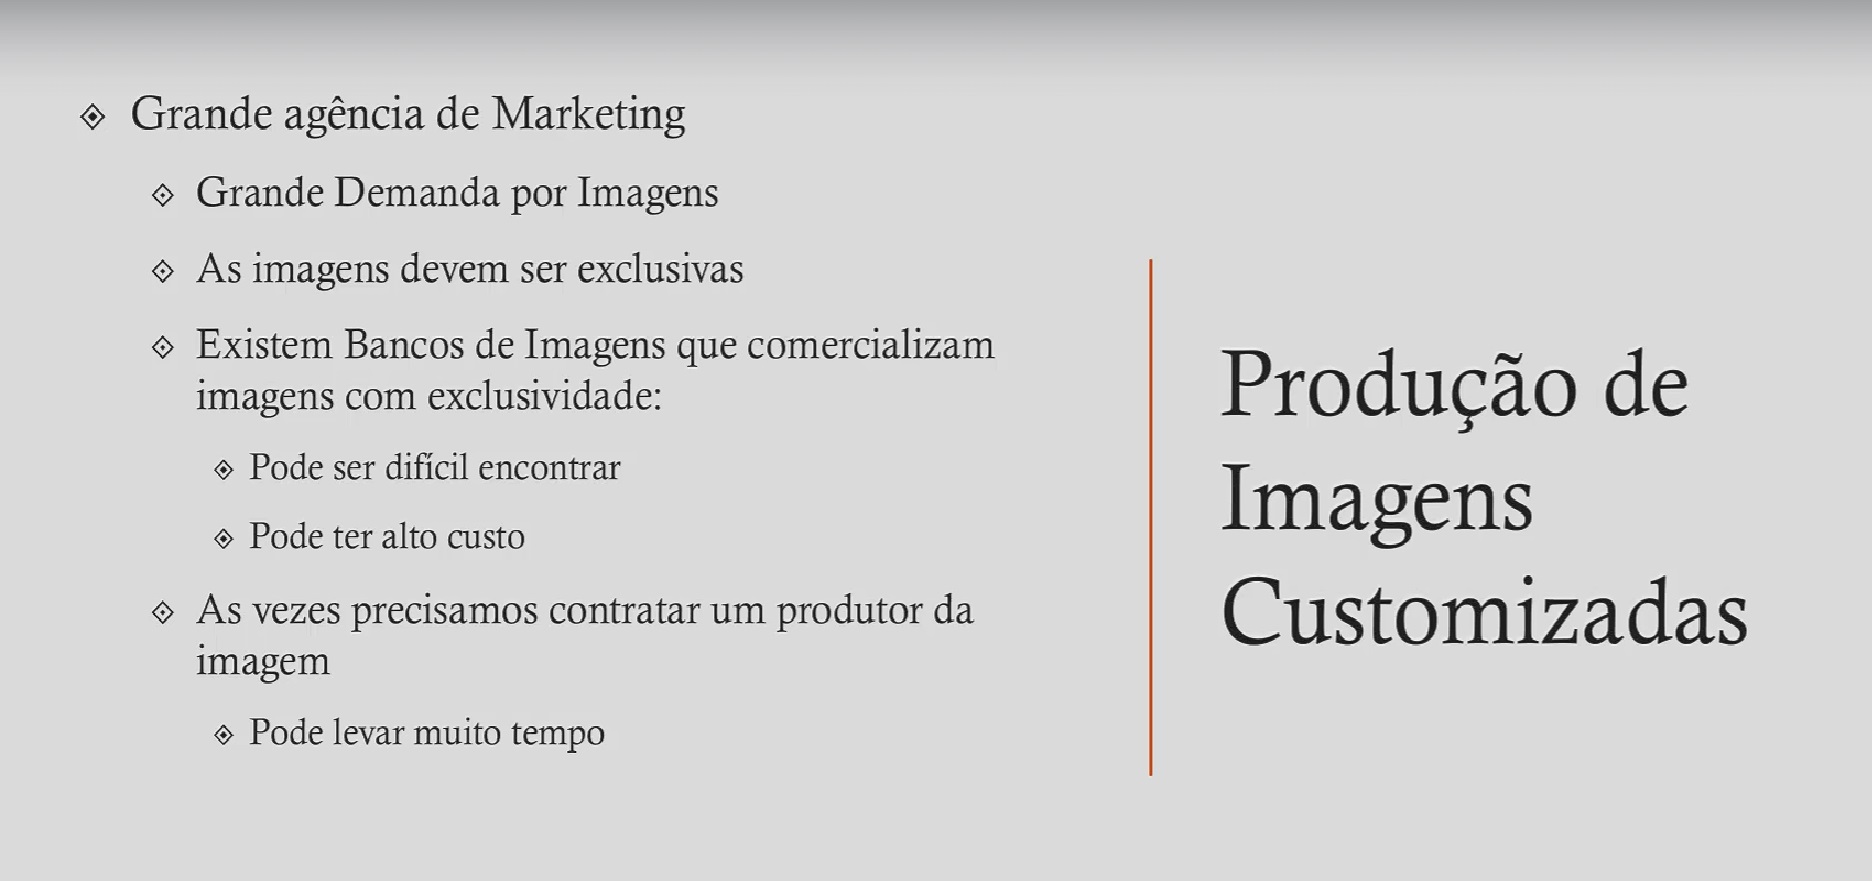 Grande agência de Marketing
Grande Demanda por Imagens
As imagens devem ser exclusivas
Existem Bancos de Imagens que comercializam
imagens com exclusividade:
Pode ser difícil encontrar
Pode ter alto custo
As vezes precisamos contratar um produtor da
imagem
Pode levar muito tempo
Produção de
Imagens
Customizadas